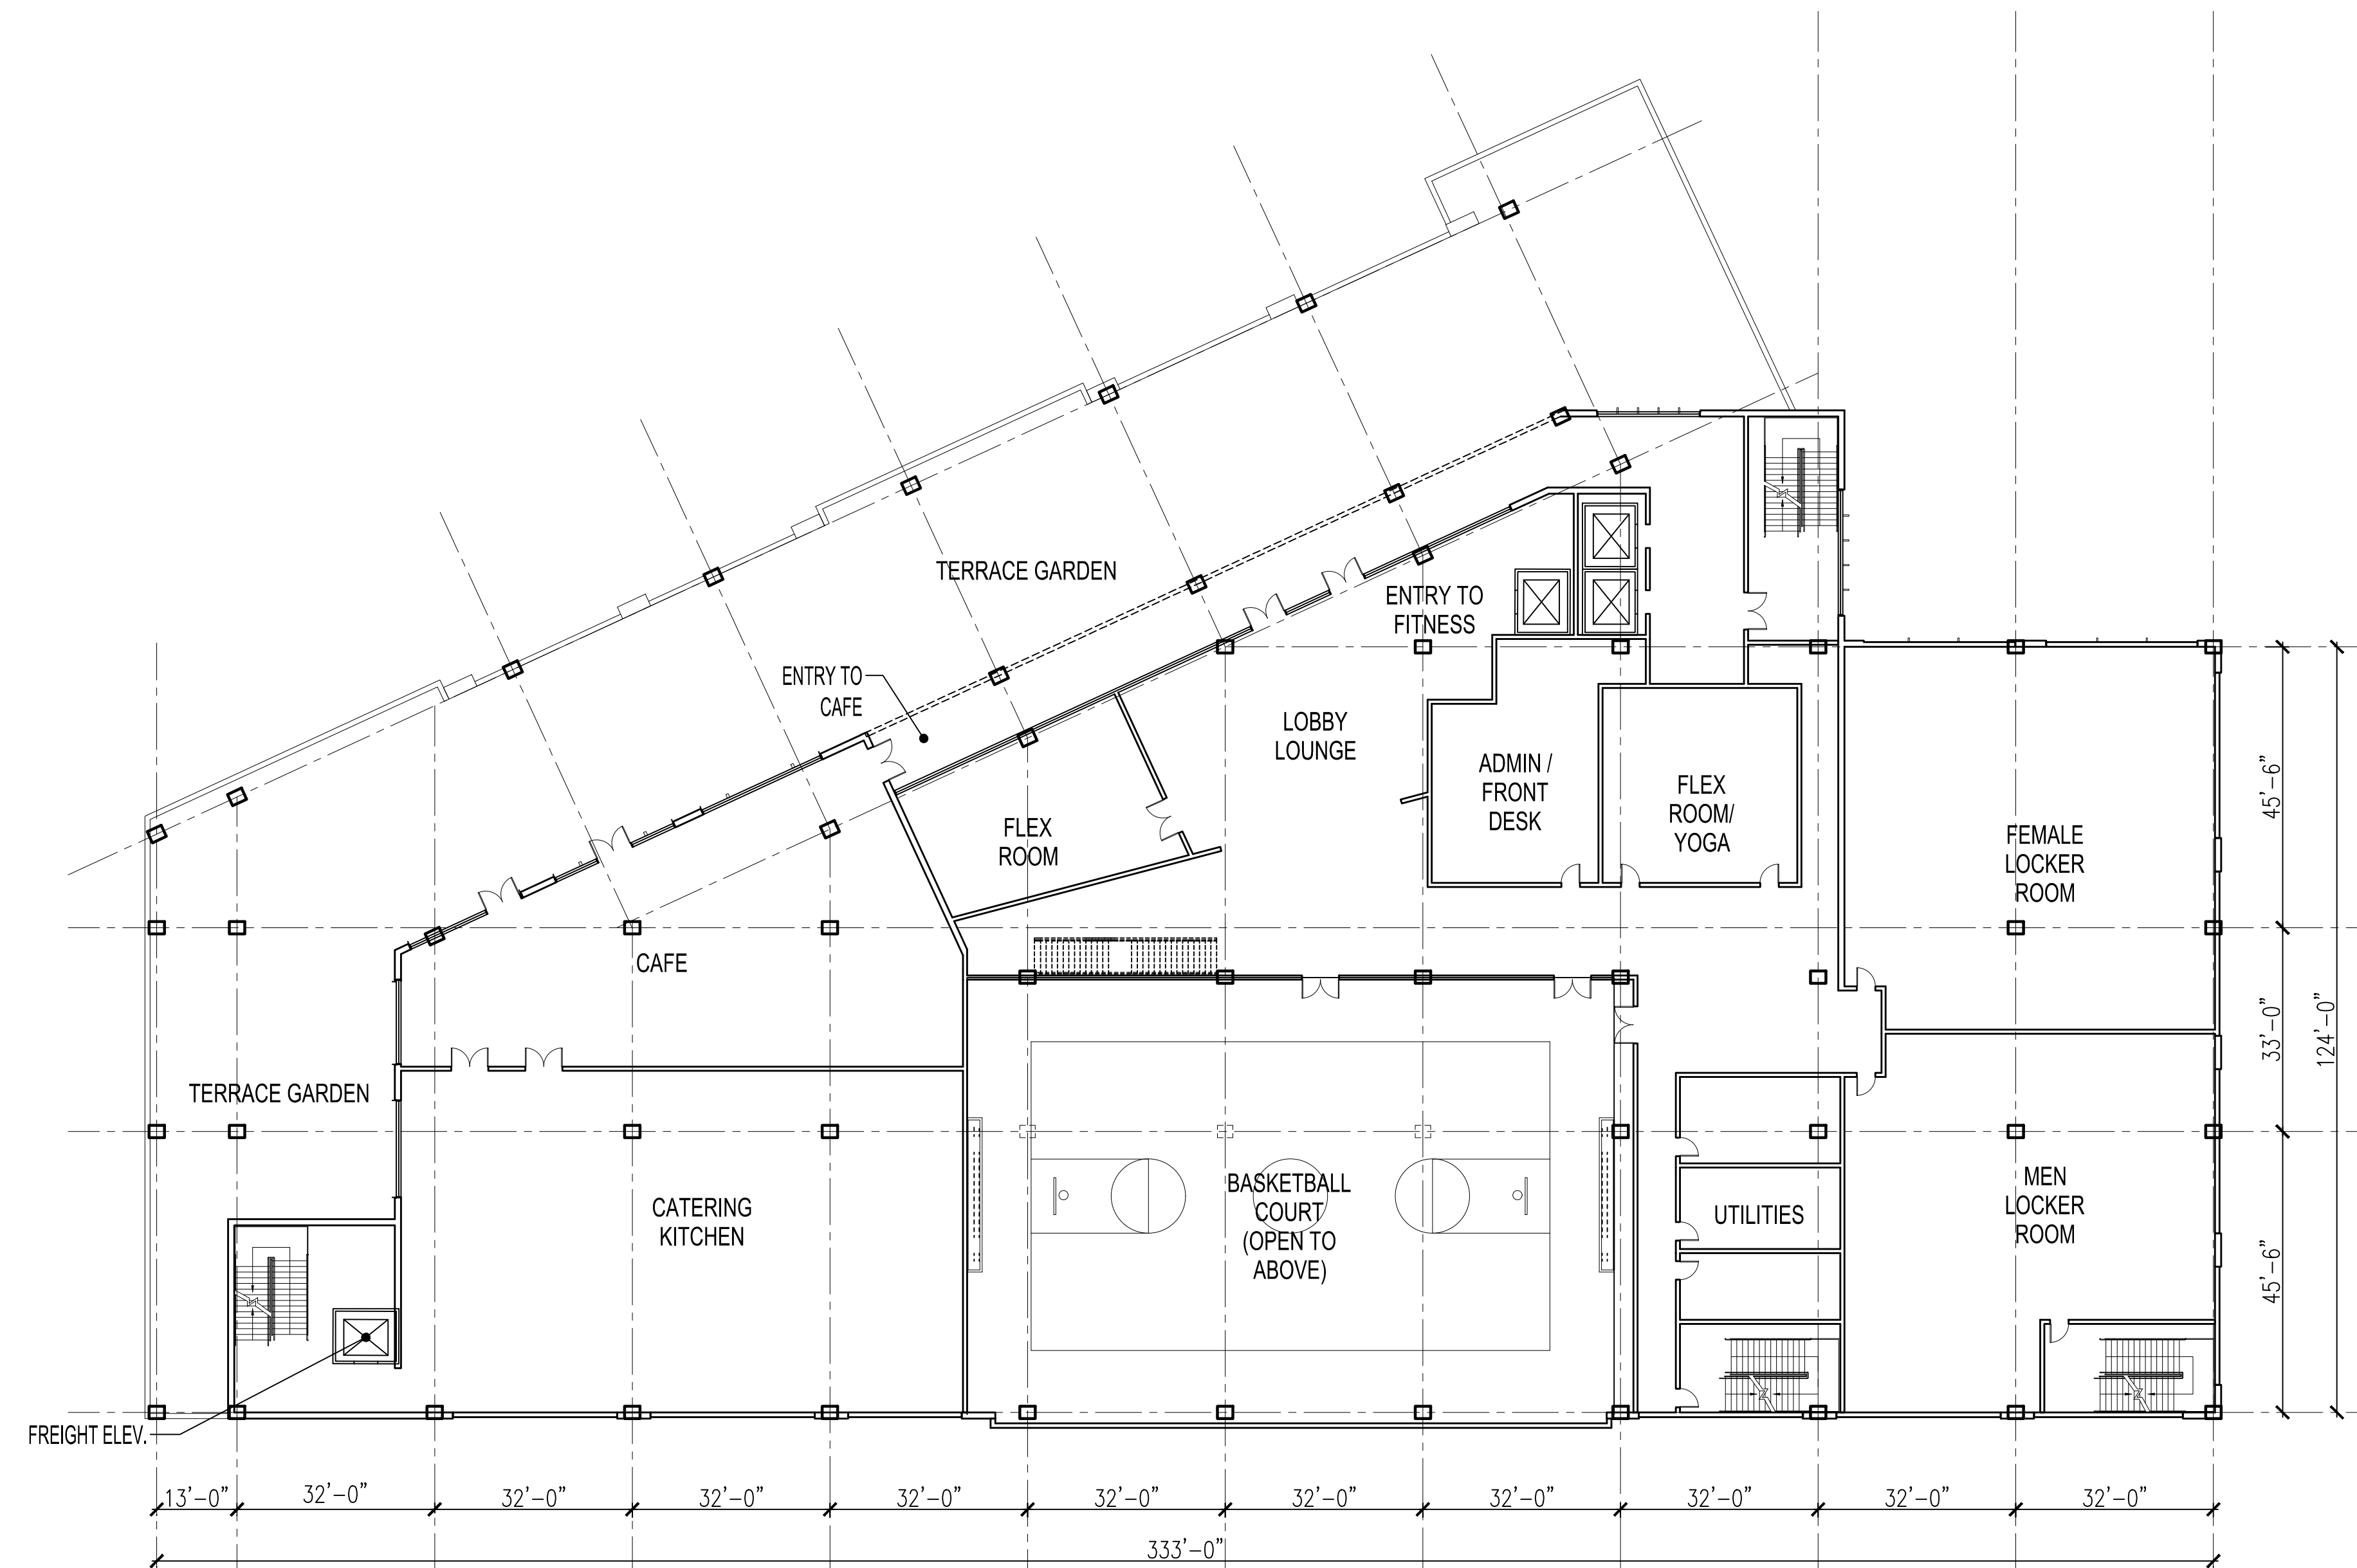 TERRACE GARDEN
ENTRY TO
FITNESS
ENTRY TO
CAFE
LOBBY
LOUNGE
ADMIN /
FRONT
DESK
FLEX
ROOM/
YOGA
FLEX
ROOM
FEMALE
LOCKER
ROOM
45'-6"
CAFE
33'-0"
124'-0"
TERRACE GARDEN
CATERING
KITCHEN
BASKETBALL
COURT
(OPEN TO
ABOVE)
UTILITIES
MEN
LOCKER
ROOM
45'-6"
FREIGHT ELEV.
13'-0" 32'-0" 32'-0" 32'-0" 32'-0" 32'-0" 32'-0" 32'-0" 32'-0" 32'-0" 32'-0"
333'-0"